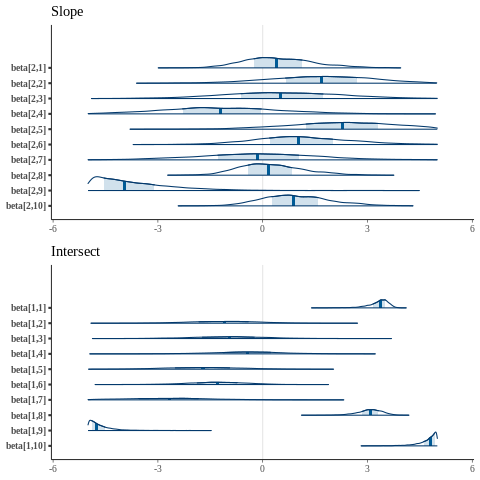 Slope
beta[2,1]
beta[2,2]
beta[2,3]
beta[2,4]
beta[2,5]
beta[2,6]
beta[2,7]
beta[2,8]
beta[2,9]
beta[2,10]
-6 -3 0 3 6
Intersect
beta[1,1]
beta[1,2]
beta[1,3]
beta[1,4]
beta[1,5]
beta[1,6]
beta[1,7]
beta[1,8]
beta[1,9]
beta[1,10]
-6 -3 0 3 6